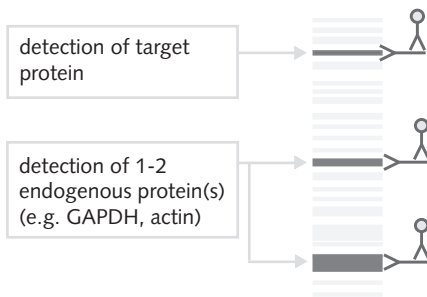 detection of target
protein
detection of 1-2
endogenous protein(s)
(e.g. GAPDH, actin)